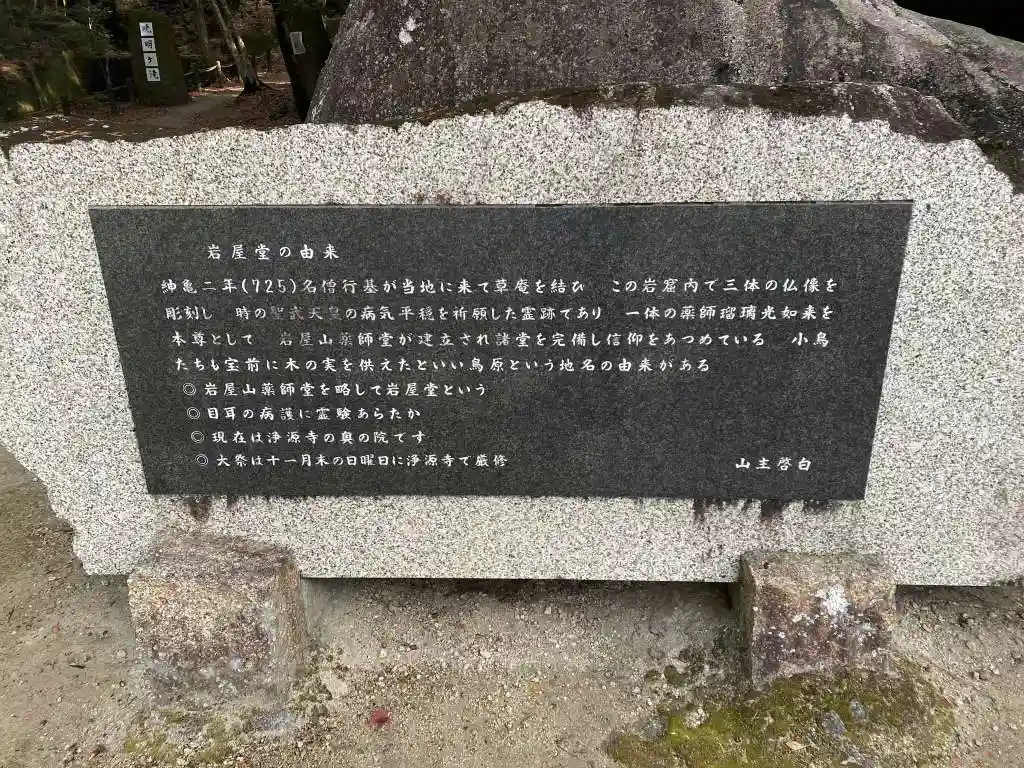 暁明ヶ滝
岩屋堂の由来
神亀二年(725)名僧行基が当地に来て草庵を結び　この岩窟内で三体の仏像を
彫刻し　時の聖武天皇の病気平穏を祈願した霊跡であり　一体の薬師瑠璃光如来を
本尊として　岩屋山薬師堂が建立され諸堂を完備し信仰をあつめている　小鳥
たちも宝前に木の実を供えたといい鳥原という地名の由来がある
◎岩屋山薬師堂を略して岩屋堂という
◎目耳の病護に霊験あらたか
◎現在は浄源寺の奥の院です
◎大祭は十一月末の日曜日に浄源寺で厳修
山主啓白